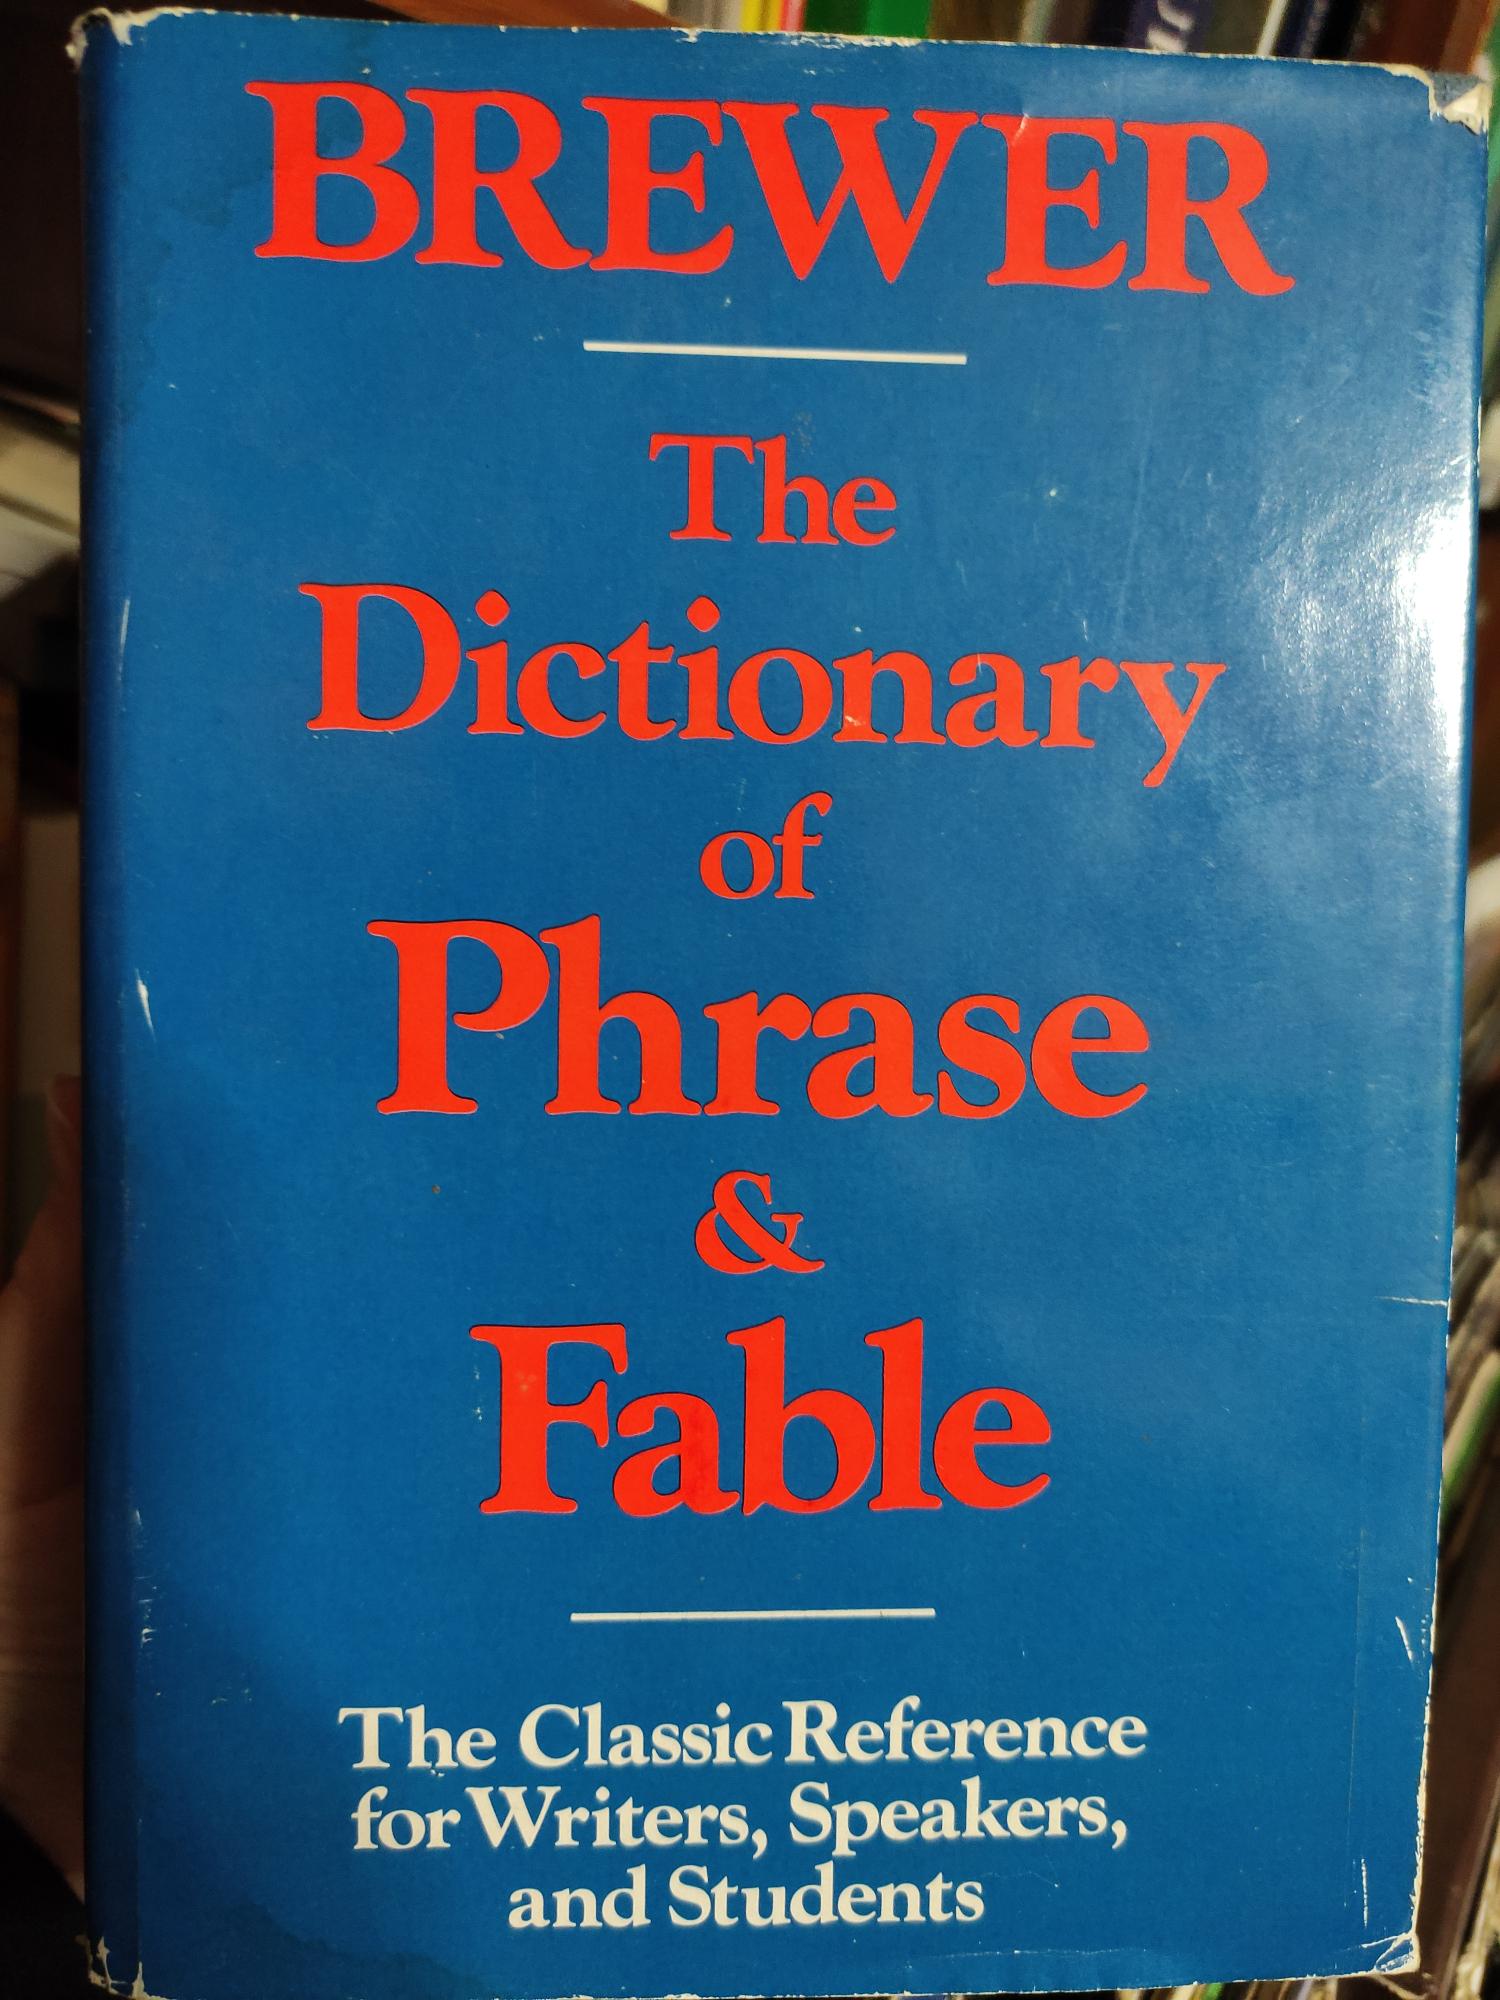 BREWER
The
Dictionary
of
Phrase
&
Fable
The Classic Reference
for Writers, Speakers,
and Students